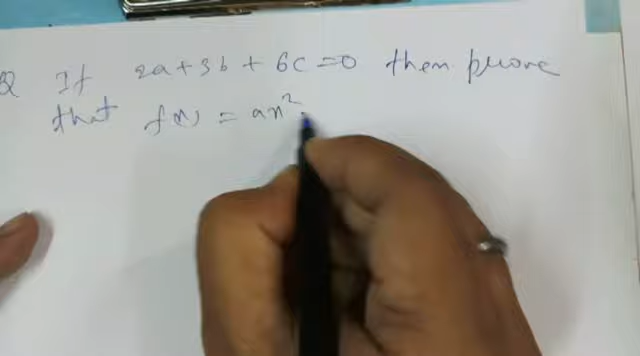 Q If 2a+3b + 6c =0 then prove
that f(x) = ax²